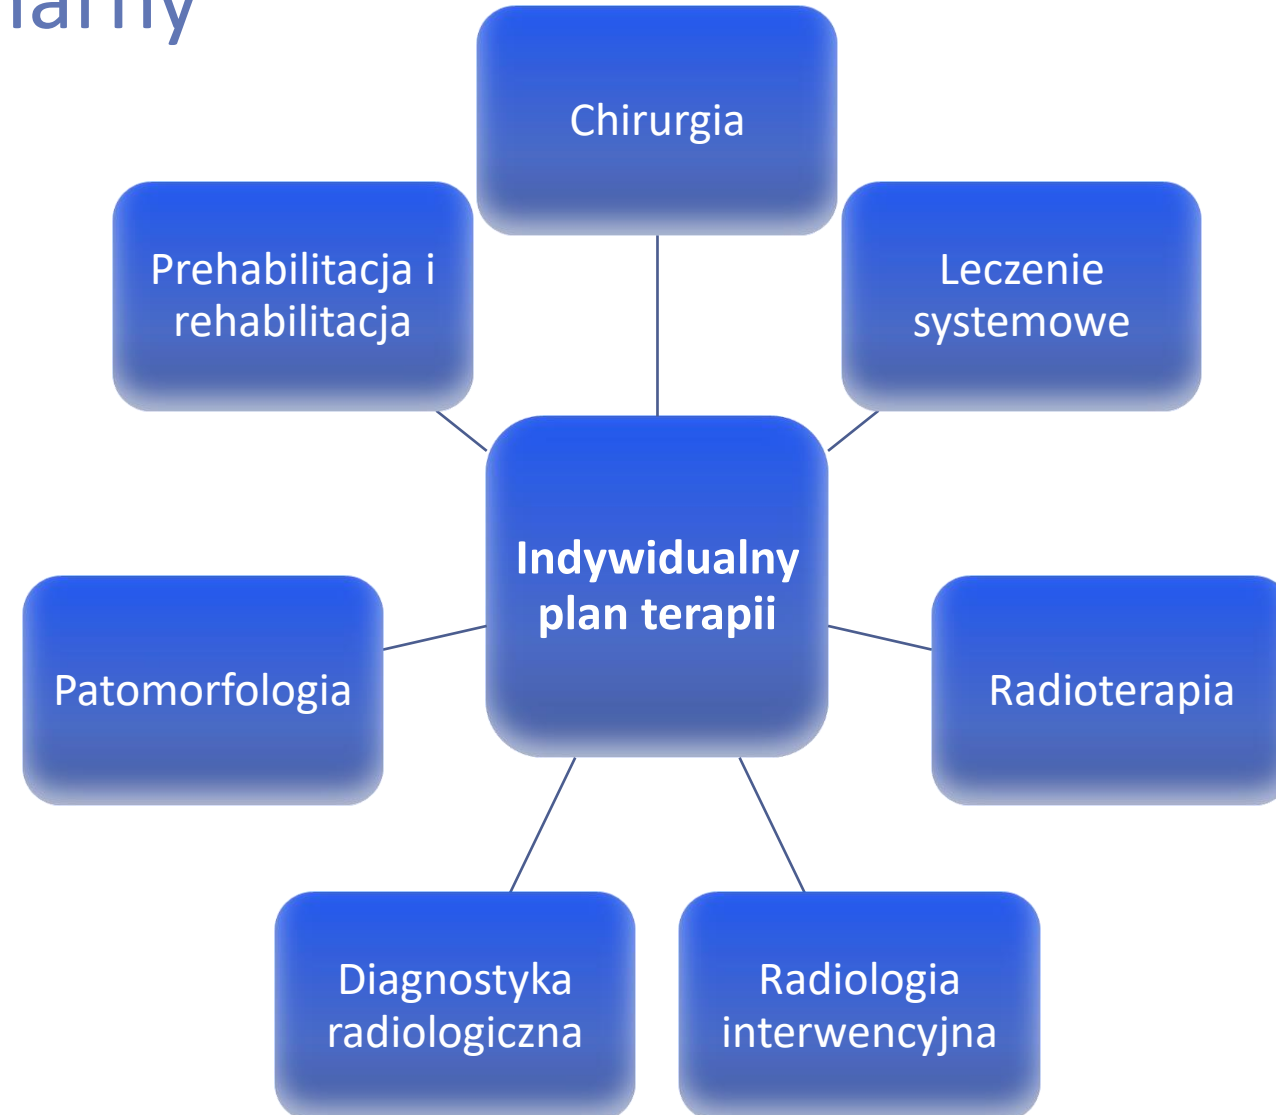 Chirurgia
Prehabilitacja i
rehabilitacja
Leczenie
systemowe
Indywidualny
plan terapii
Patomorfologia
Radioterapia
Diagnostyka
radiologiczna
Radiologia
interwencyjna